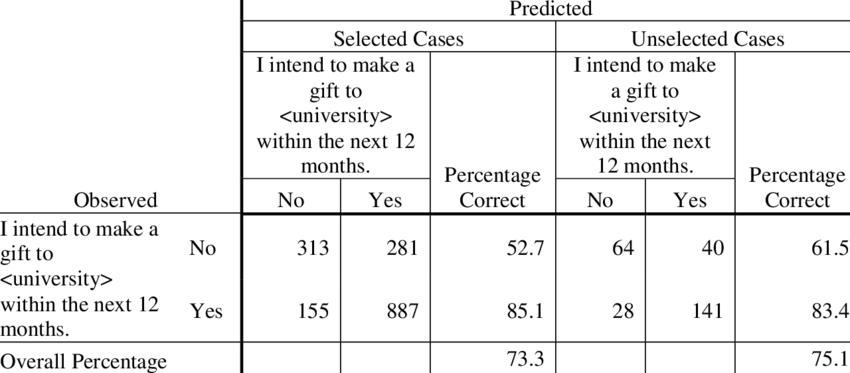 Predicted
Selected Cases Unselected Cases
I intend to make a
gift to
<university>
within the next 12
months.
Percentage
Correct
I intend to make
a gift to
<university>
within the next
12 months.
Percentage
Correct
Observed No Yes No Yes
I intend to make a
gift to
<university>
within the next 12
months.
No 313 281 52.7 64 40 61.5
Yes 155 887 85.1 28 141 83.4
Overall Percentage 73.3 75.1